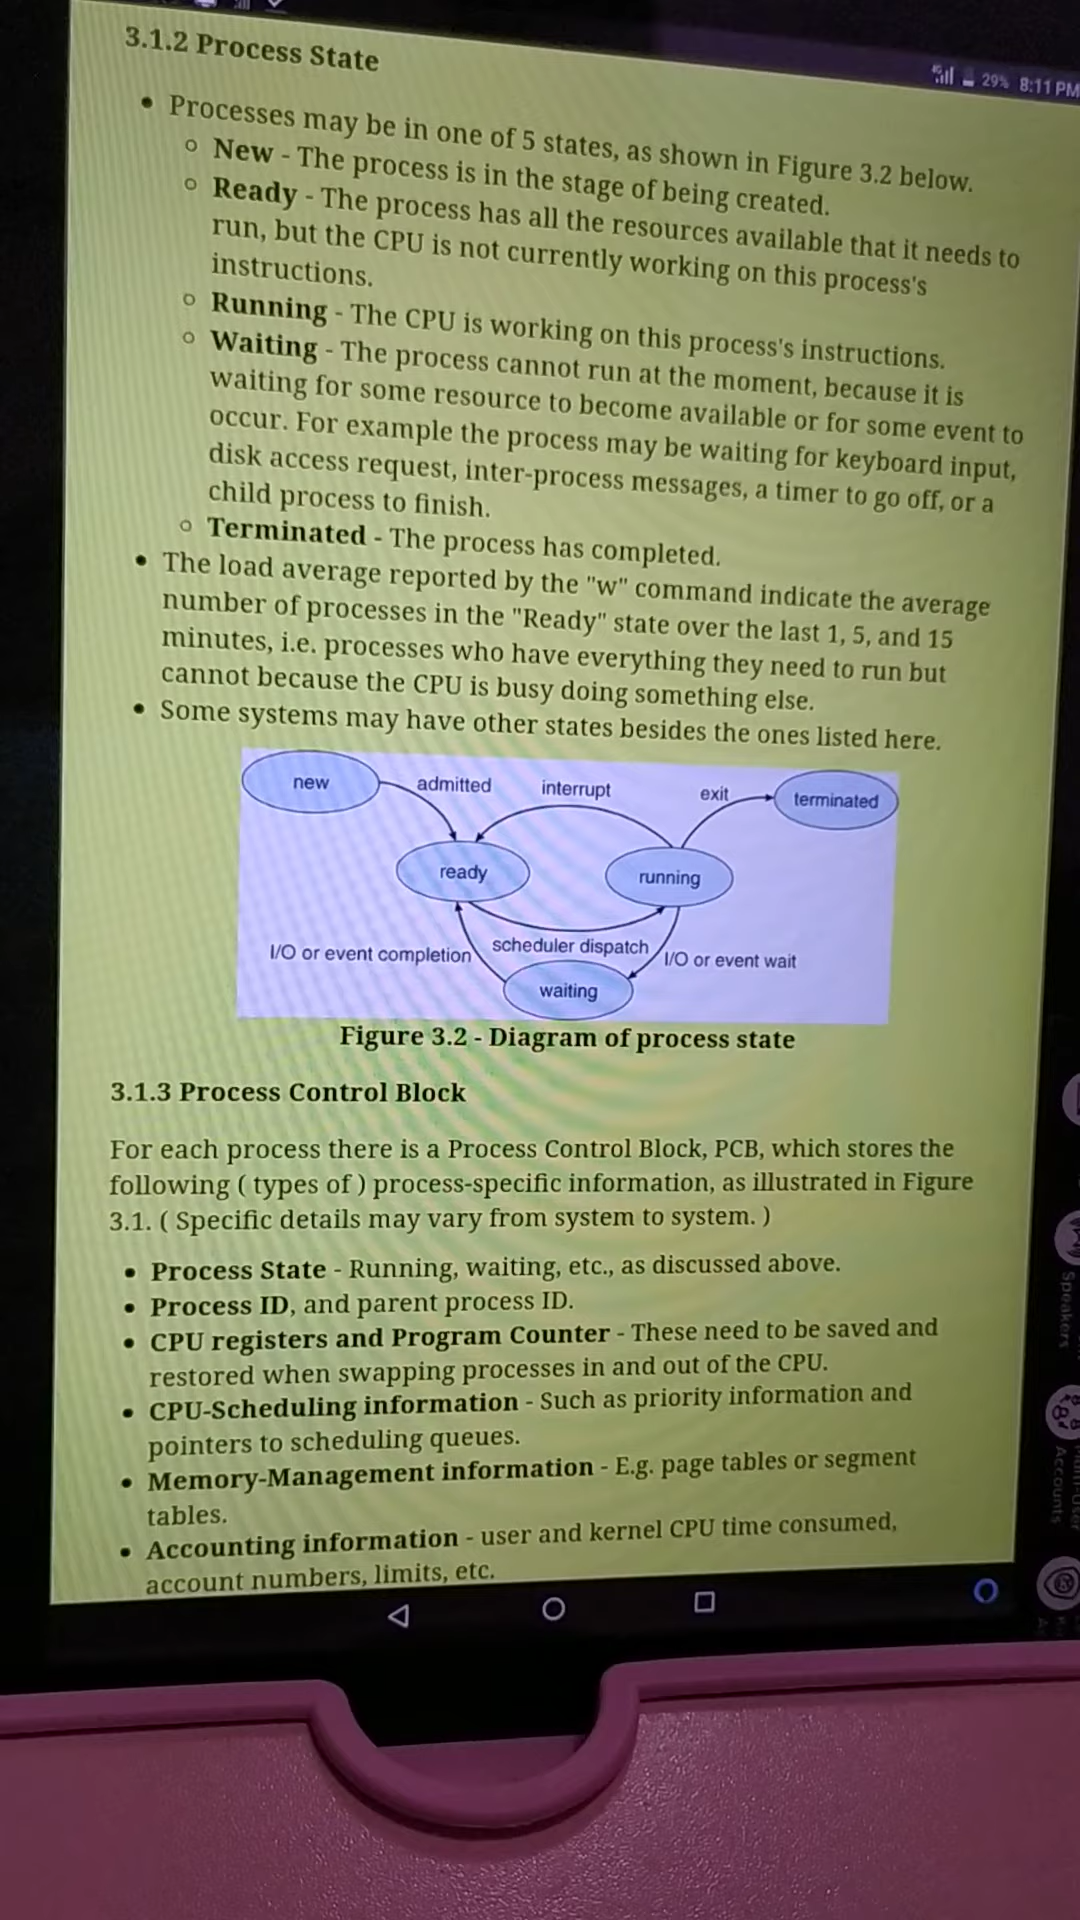 29% 8:11 PM
3.1.2 Process State
• Processes may be in one of 5 states, as shown in Figure 3.2 below.
○ New - The process is in the stage of being created.
○ Ready - The process has all the resources available that it needs to
run, but the CPU is not currently working on this process's
instructions.
○ Running - The CPU is working on this process's instructions.
○ Waiting - The process cannot run at the moment, because it is
waiting for some resource to become available or for some event to
occur. For example the process may be waiting for keyboard input,
disk access request, inter-process messages, a timer to go off, or a
child process to finish.
○ Terminated - The process has completed.
• The load average reported by the "w" command indicate the average
number of processes in the "Ready" state over the last 1, 5, and 15
minutes, i.e. processes who have everything they need to run but
cannot because the CPU is busy doing something else.
• Some systems may have other states besides the ones listed here.
new
admitted
interrupt
exit
terminated
ready
running
I/O or event completion
scheduler dispatch
I/O or event wait
waiting
Figure 3.2 - Diagram of process state
3.1.3 Process Control Block
For each process there is a Process Control Block, PCB, which stores the
following ( types of ) process-specific information, as illustrated in Figure
3.1. ( Specific details may vary from system to system. )
• Process State - Running, waiting, etc., as discussed above.
• Process ID, and parent process ID.
• CPU registers and Program Counter - These need to be saved and
restored when swapping processes in and out of the CPU.
• CPU-Scheduling information - Such as priority information and
pointers to scheduling queues.
• Memory-Management information - E.g. page tables or segment
tables.
• Accounting information - user and kernel CPU time consumed,
account numbers, limits, etc.
Speakers
Multi-User
Accounts